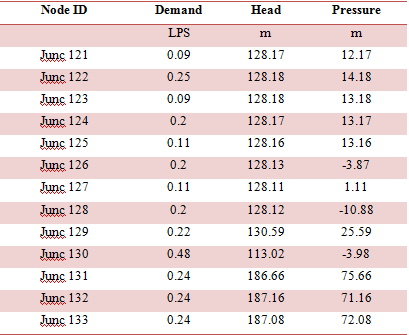 Node ID Demand Head Pressure
LPS m m
Junc 121 0.09 128.17 12.17
Junc 122 0.25 128.18 14.18
Junc 123 0.09 128.18 13.18
Junc 124 0.2 128.17 13.17
Junc 125 0.11 128.16 13.16
Junc 126 0.2 128.13 -3.87
Junc 127 0.11 128.11 1.11
Junc 128 0.2 128.12 -10.88
Junc 129 0.22 130.59 25.59
Junc 130 0.48 113.02 -3.98
Junc 131 0.24 186.66 75.66
Junc 132 0.24 187.16 71.16
Junc 133 0.24 187.08 72.08